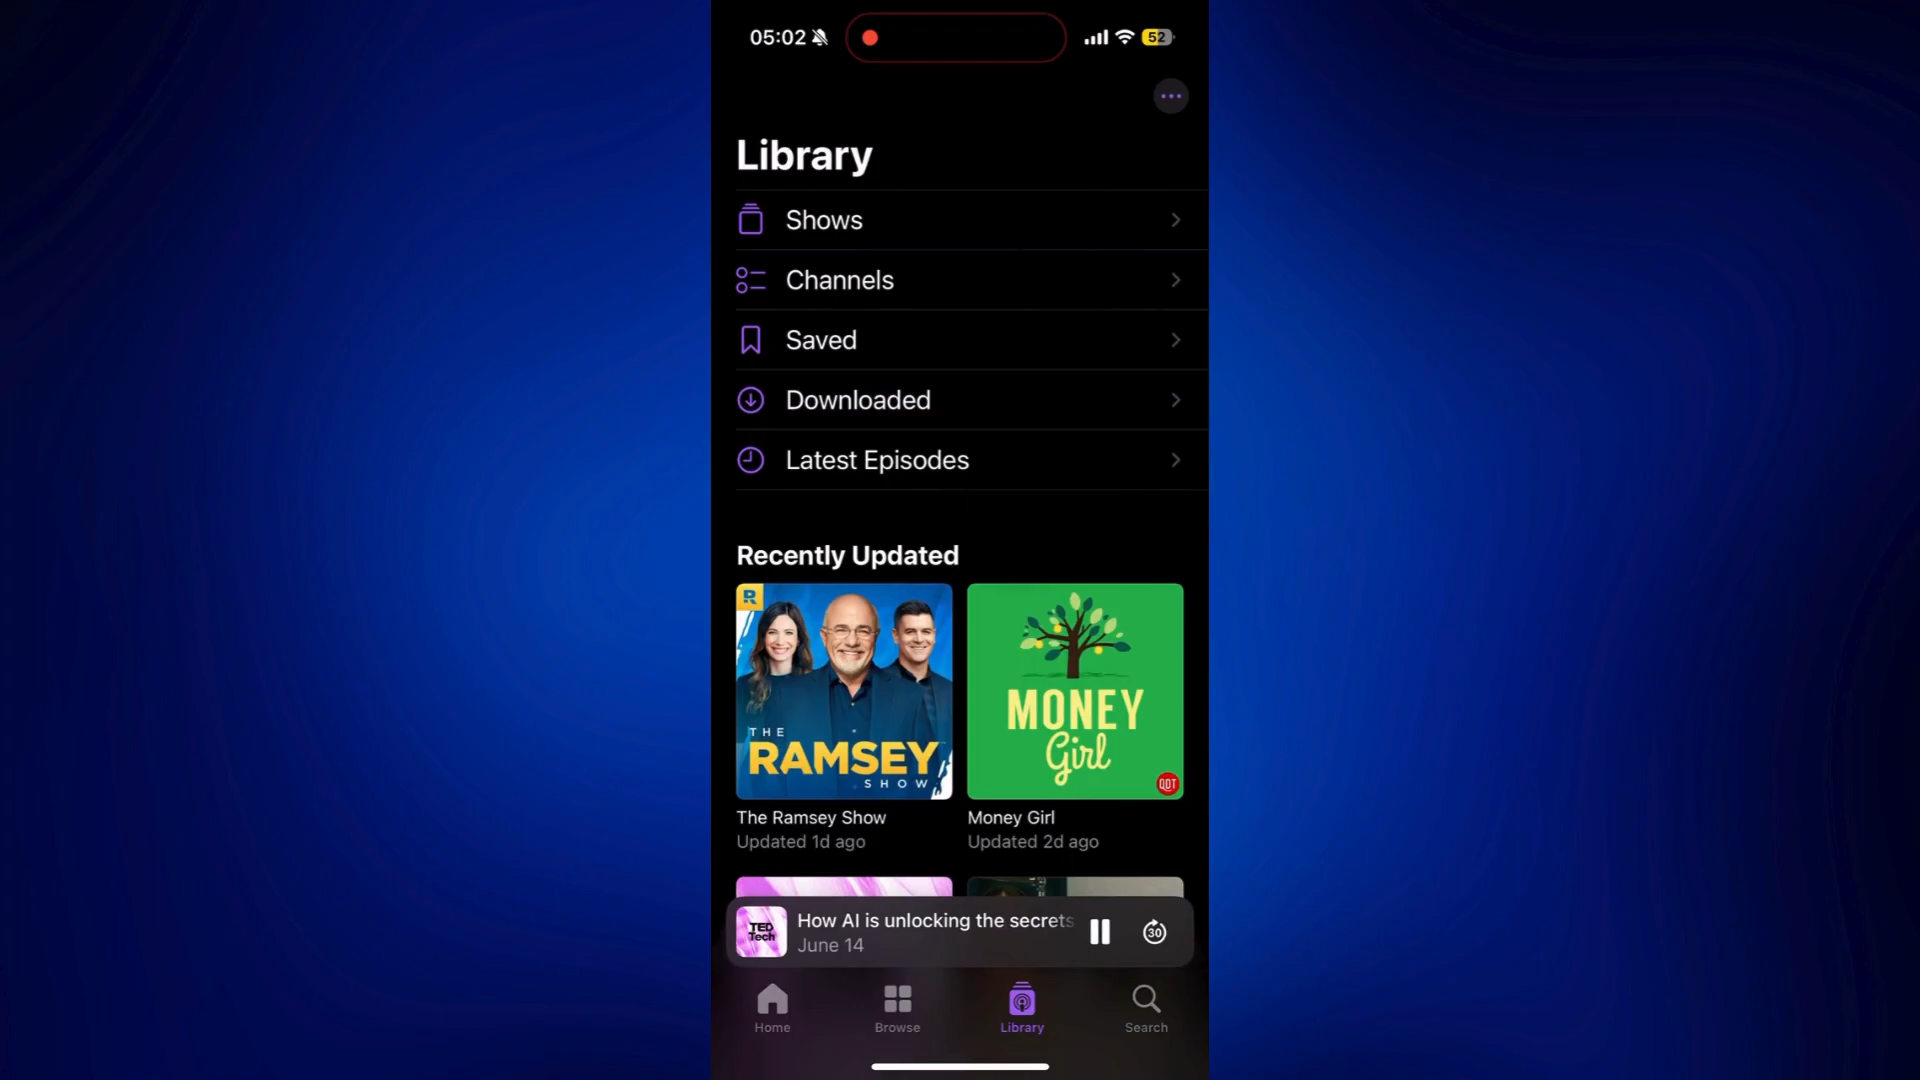 05:02
52
Library
Shows
Channels
Saved
Downloaded
Latest Episodes
Recently Updated
R
THE
RAMSEY
SHOW
MONEY
Girl
QDT
The Ramsey Show
Money Girl
Updated 1d ago
Updated 2d ago
TED
Tech
How AI is unlocking the secrets
June 14
30
Home
Browse
Library
Search